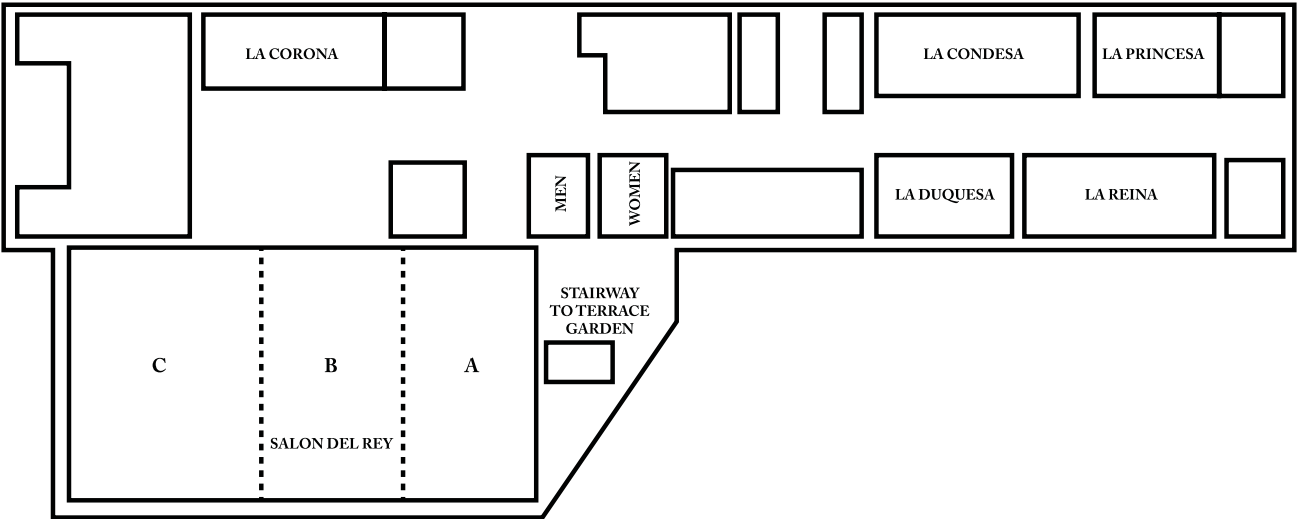 LA CORONA
LA CONDESA
LA PRINCESA
MEN
WOMEN
LA DUQUESA
LA REINA
STAIRWAY
TO TERRACE
GARDEN
C
B
A
SALON DEL REY